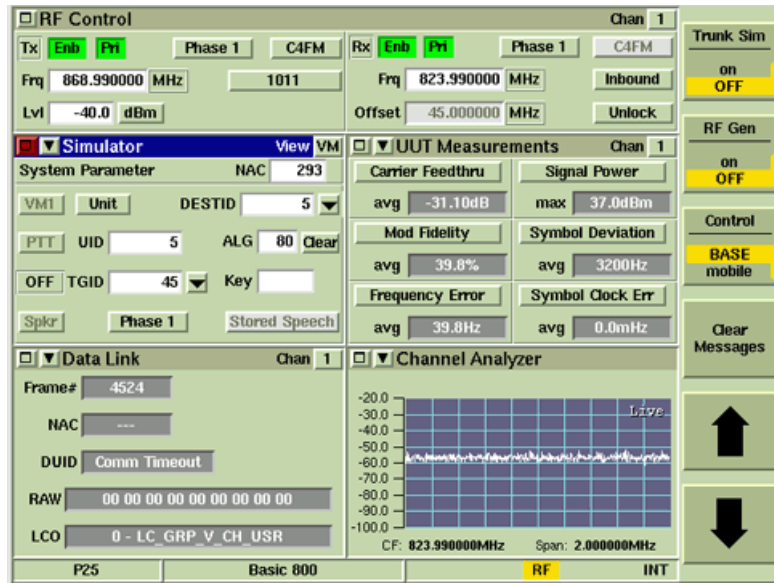 RF Control Chan 1
Tx Enb Pri Phase 1 C4FM
Frq 868.990000 MHz 1011
Lvl -40.0 dBm
Rx Enb Pri Phase 1 C4FM
Frq 823.990000 MHz Inbound
Offset 45.000000 MHz Unlock
Simulator View VM
System Parameter NAC 293
VM1 Unit DESTID 5
PTT UID 5 ALG 80 Clear
OFF TGID 45 Key
Spkr Phase 1 Stored Speech
UUT Measurements Chan 1
Carrier Feedthru Signal Power
avg -31.10dB max 37.0dBm
Mod Fidelity Symbol Deviation
avg 39.8% avg 3200Hz
Frequency Error Symbol Clock Err
avg 39.8Hz avg 0.0mHz
Data Link Chan 1
Frame# 4524
NAC ---
DUID Comm Timeout
RAW 00 00 00 00 00 00 00 00 00
LCO 0 - LC_GRP_V_CH_USR
Channel Analyzer
Live
-20.0
-30.0
-40.0
-50.0
-60.0
-70.0
-80.0
-90.0
-100.0
CF: 823.990000MHz Span: 2.000000MHz
P25 Basic 800 RF INT
Trunk Sim
on
OFF
RF Gen
on
OFF
Control
BASE
mobile
Clear
Messages